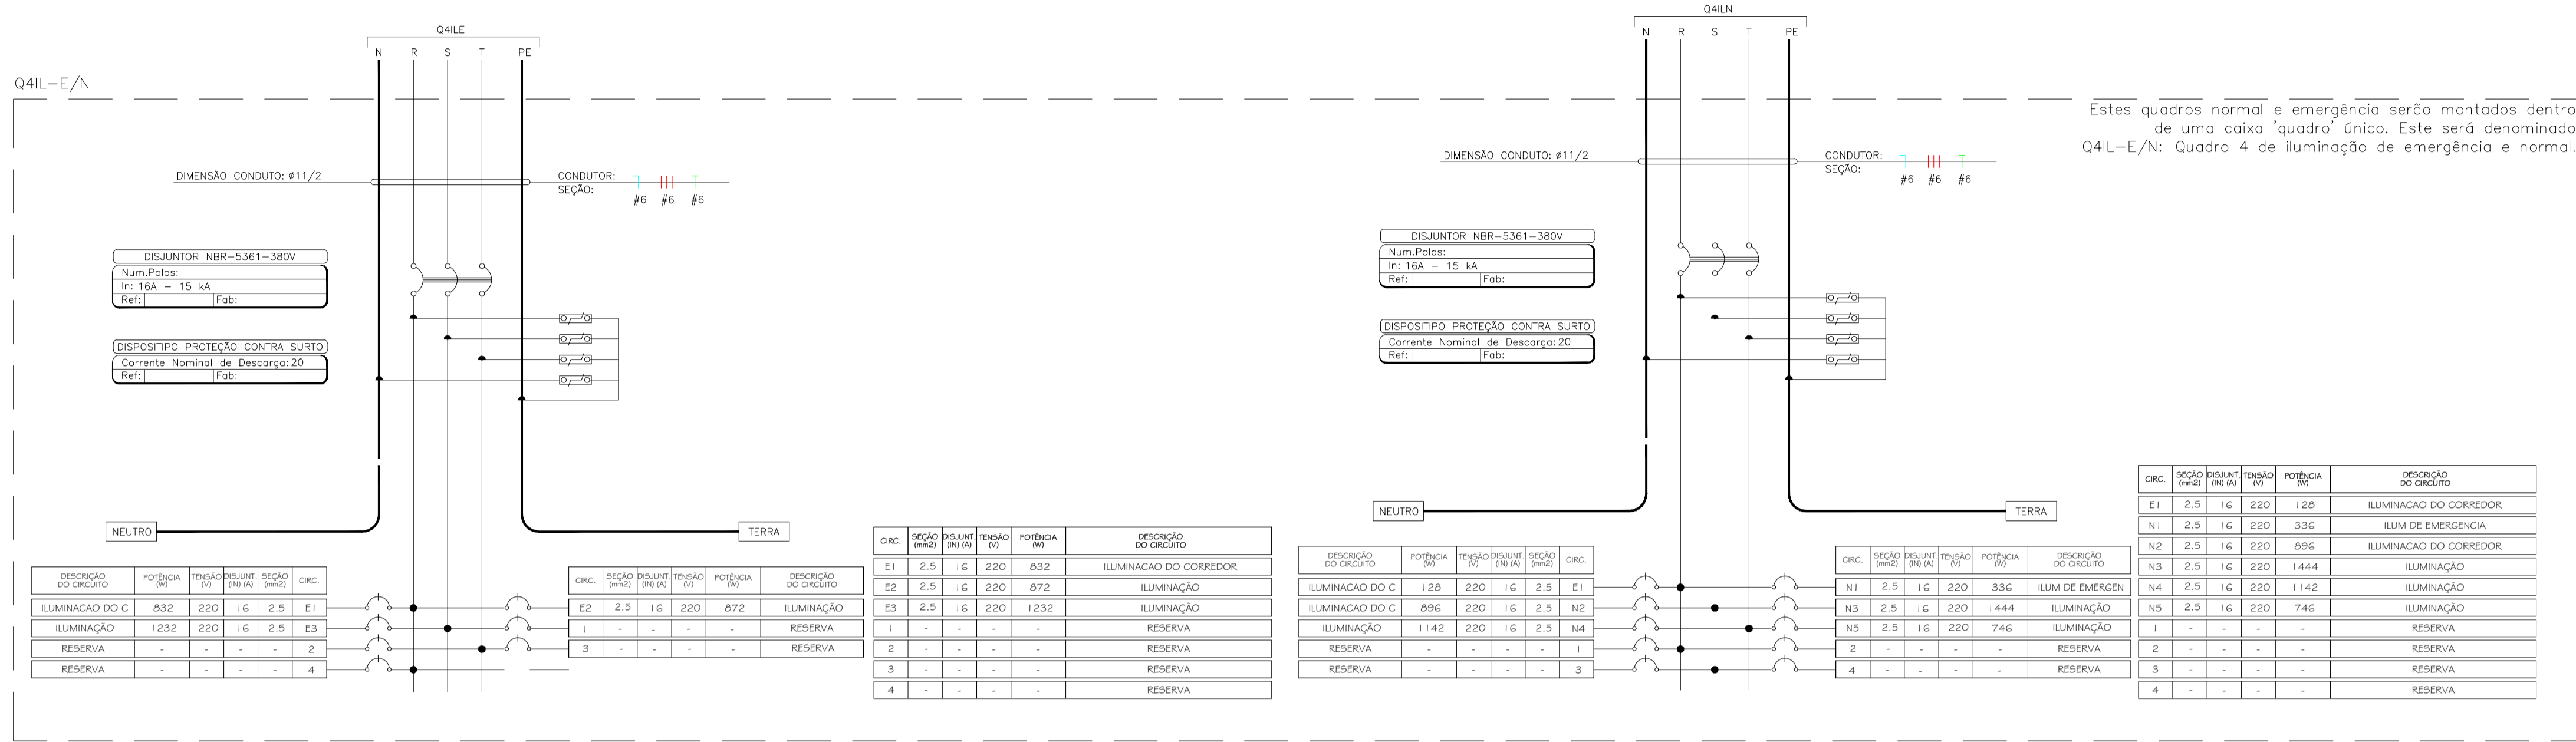 Q4ILE
N R S T PE
Q4IL-E/N
DIMENSÃO CONDUTO: ø11/2
CONDUTOR:
SEÇÃO:
#6 #6 #6
DISJUNTOR NBR-5361-380V
Num.Polos:
In: 16A - 15 kA
Ref: Fab:
DISPOSITIPO PROTEÇÃO CONTRA SURTO
Corrente Nominal de Descarga: 20
Ref: Fab:
NEUTRO
TERRA
DESCRIÇÃO DO CIRCUITO POTÊNCIA (W) TENSÃO (V) DISJUNT. (IN) (A) SEÇÃO (mm2) CIRC.
ILUMINACAO DO C 832 220 16 2.5 E1
ILUMINAÇÃO 1232 220 16 2.5 E3
RESERVA - - - - 2
RESERVA - - - - 4
CIRC. SEÇÃO (mm2) DISJUNT. (IN) (A) TENSÃO (V) POTÊNCIA (W) DESCRIÇÃO DO CIRCUITO
E2 2.5 16 220 872 ILUMINAÇÃO
1 - - - - RESERVA
3 - - - - RESERVA
CIRC. SEÇÃO (mm2) DISJUNT. (IN) (A) TENSÃO (V) POTÊNCIA (W) DESCRIÇÃO DO CIRCUITO
E1 2.5 16 220 832 ILUMINACAO DO CORREDOR
E2 2.5 16 220 872 ILUMINAÇÃO
E3 2.5 16 220 1232 ILUMINAÇÃO
1 - - - - RESERVA
2 - - - - RESERVA
3 - - - - RESERVA
4 - - - - RESERVA
Q4ILN
N R S T PE
Estes quadros normal e emergência serão montados dentro
de uma caixa 'quadro' único. Este será denominado
Q4IL-E/N: Quadro 4 de iluminação de emergência e normal.
DIMENSÃO CONDUTO: ø11/2
CONDUTOR:
SEÇÃO:
#6 #6 #6
DISJUNTOR NBR-5361-380V
Num.Polos:
In: 16A - 15 kA
Ref: Fab:
DISPOSITIPO PROTEÇÃO CONTRA SURTO
Corrente Nominal de Descarga: 20
Ref: Fab:
NEUTRO
TERRA
DESCRIÇÃO DO CIRCUITO POTÊNCIA (W) TENSÃO (V) DISJUNT. (IN) (A) SEÇÃO (mm2) CIRC.
ILUMINACAO DO C 128 220 16 2.5 E1
ILUMINACAO DO C 896 220 16 2.5 N2
ILUMINAÇÃO 1142 220 16 2.5 N4
RESERVA - - - - 1
RESERVA - - - - 3
CIRC. SEÇÃO (mm2) DISJUNT. (IN) (A) TENSÃO (V) POTÊNCIA (W) DESCRIÇÃO DO CIRCUITO
N1 2.5 16 220 336 ILUM DE EMERGEN
N3 2.5 16 220 1444 ILUMINAÇÃO
N5 2.5 16 220 746 ILUMINAÇÃO
2 - - - - RESERVA
4 - - - - RESERVA
CIRC. SEÇÃO (mm2) DISJUNT. (IN) (A) TENSÃO (V) POTÊNCIA (W) DESCRIÇÃO DO CIRCUITO
E1 2.5 16 220 128 ILUMINACAO DO CORREDOR
N1 2.5 16 220 336 ILUM DE EMERGENCIA
N2 2.5 16 220 896 ILUMINACAO DO CORREDOR
N3 2.5 16 220 1444 ILUMINAÇÃO
N4 2.5 16 220 1142 ILUMINAÇÃO
N5 2.5 16 220 746 ILUMINAÇÃO
1 - - - - RESERVA
2 - - - - RESERVA
3 - - - - RESERVA
4 - - - - RESERVA